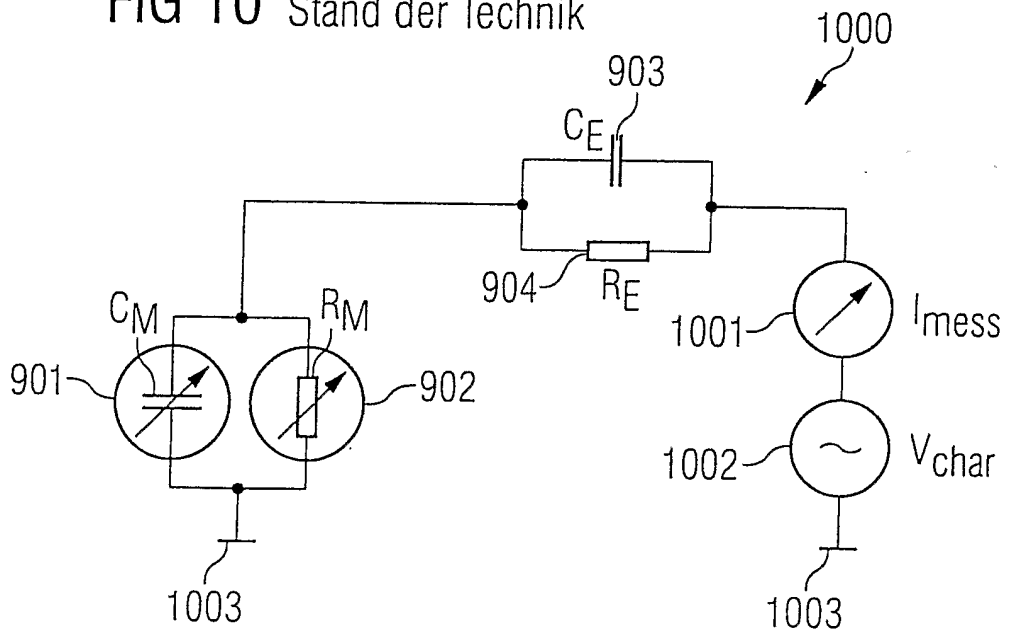 FIG 10 Stand der Technik
1000
903
C_E
904
R_E
C_M
R_M
1001
I_mess
901
902
1002
V_char
~
1003
1003